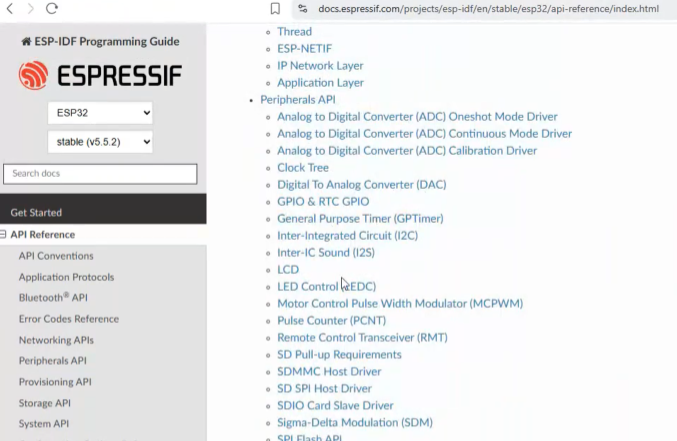 docs.espressif.com/projects/esp-idf/en/stable/esp32/api-reference/index.html
ESP-IDF Programming Guide
ESPRESSIF
ESP32
stable (v5.5.2)
Search docs
Get Started
API Reference
API Conventions
Application Protocols
Bluetooth® API
Error Codes Reference
Networking APIs
Peripherals API
Provisioning API
Storage API
System API
Thread
ESP-NETIF
IP Network Layer
Application Layer
Peripherals API
Analog to Digital Converter (ADC) Oneshot Mode Driver
Analog to Digital Converter (ADC) Continuous Mode Driver
Analog to Digital Converter (ADC) Calibration Driver
Clock Tree
Digital To Analog Converter (DAC)
GPIO & RTC GPIO
General Purpose Timer (GPTimer)
Inter-Integrated Circuit (I2C)
Inter-IC Sound (I2S)
LCD
LED Control (LEDC)
Motor Control Pulse Width Modulator (MCPWM)
Pulse Counter (PCNT)
Remote Control Transceiver (RMT)
SD Pull-up Requirements
SDMMC Host Driver
SD SPI Host Driver
SDIO Card Slave Driver
Sigma-Delta Modulation (SDM)
SPI Flash API